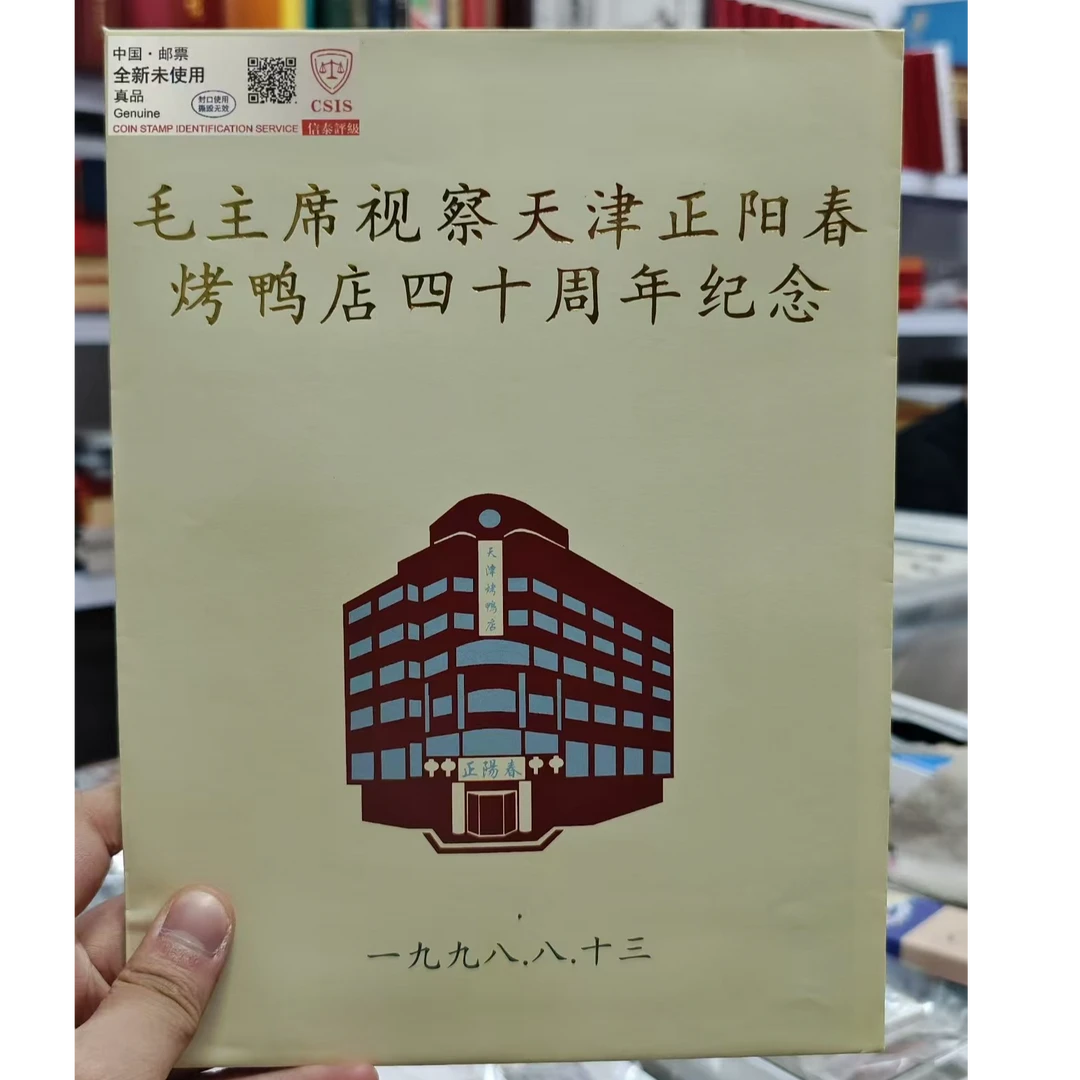 中国·邮票
全新未使用
真品
Genuine
封口使用
撕毁无效
CSIS
COIN STAMP IDENTIFICATION SERVICE 信泰評級
毛主席视察天津正阳春
烤鸭店四十周年纪念
天津烤鸭店
正陽春
一九九八.八.十三